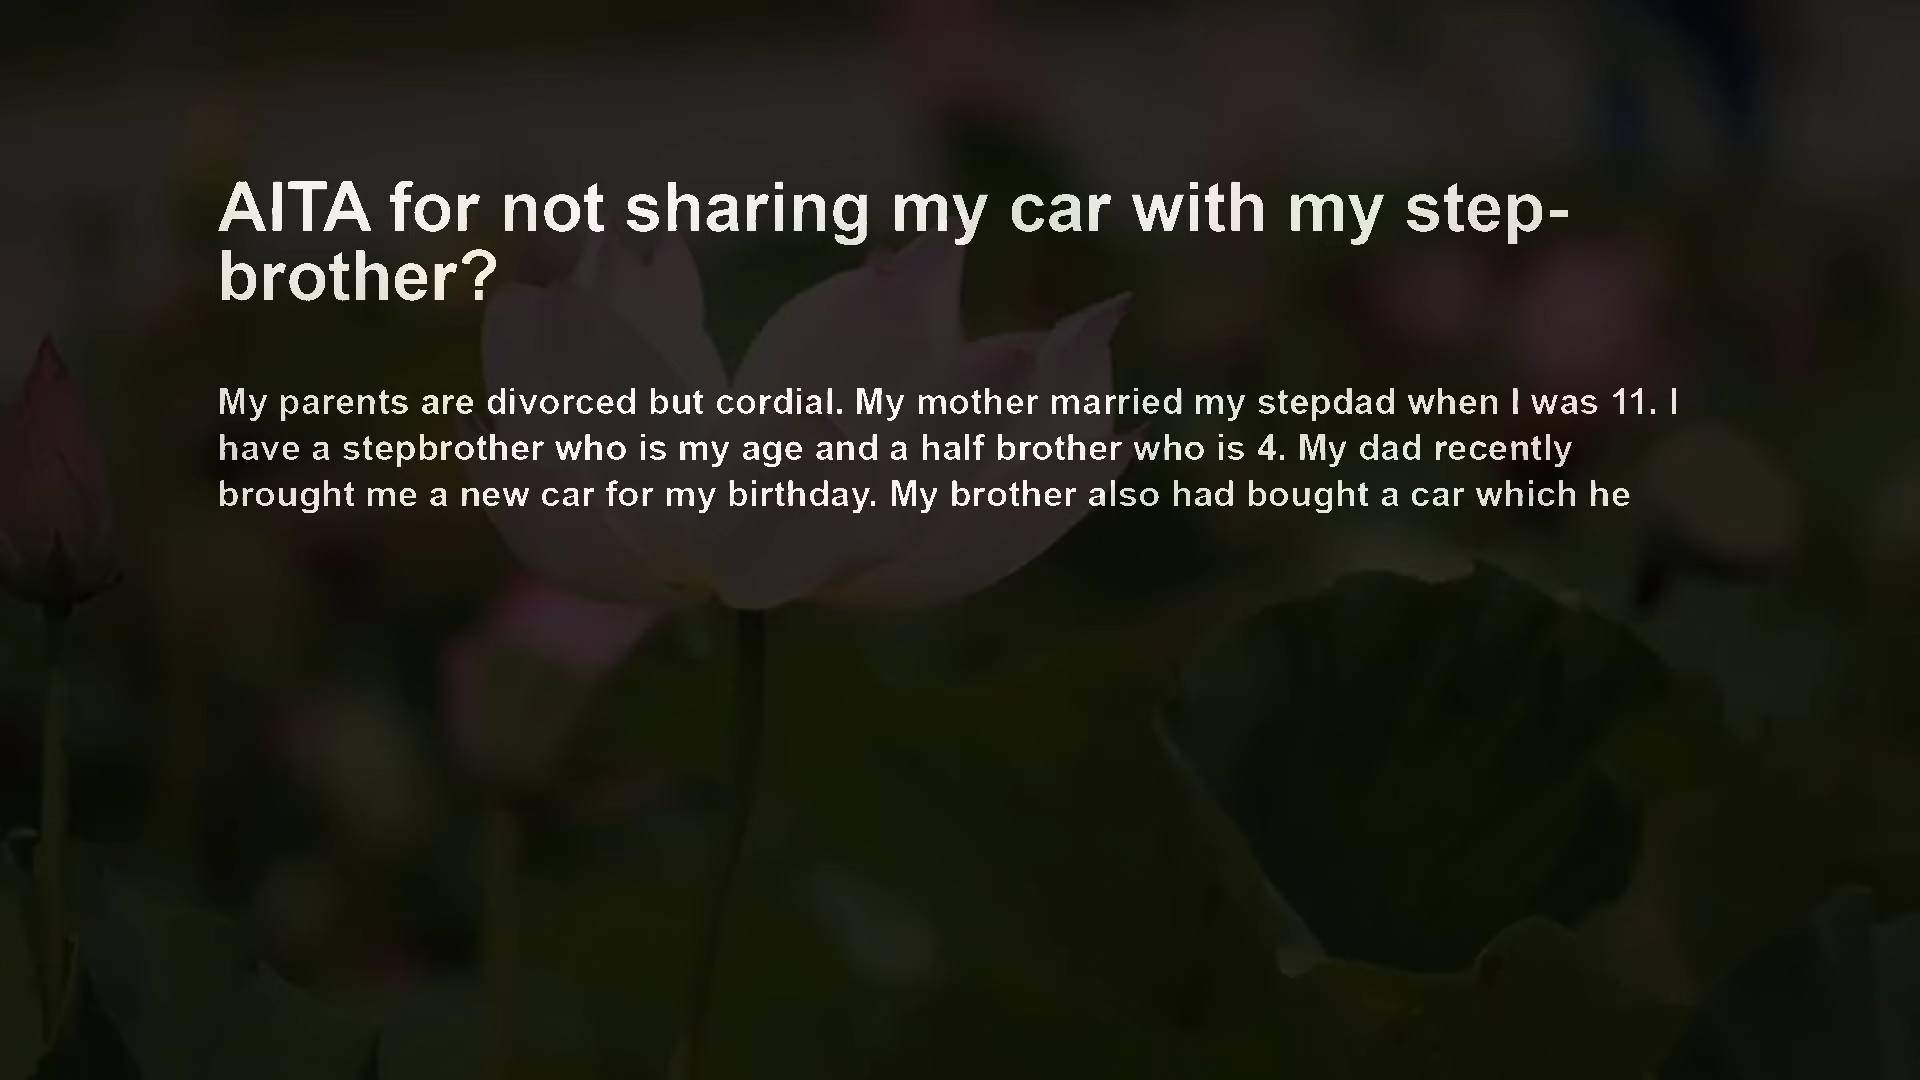 AITA for not sharing my car with my step-
brother?
My parents are divorced but cordial. My mother married my stepdad when I was 11. I
have a stepbrother who is my age and a half brother who is 4. My dad recently
brought me a new car for my birthday. My brother also had bought a car which he